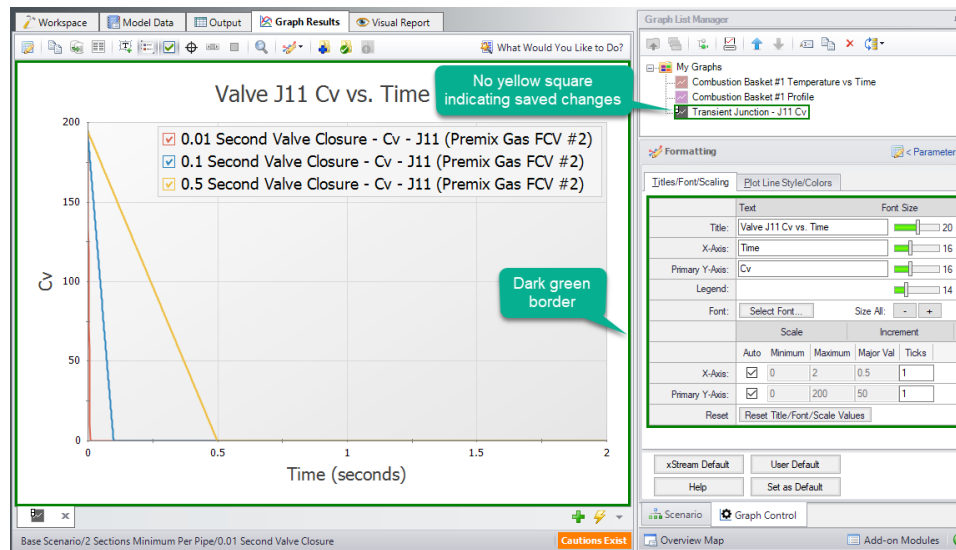 Workspace
Model Data
Output
Graph Results
Visual Report
What Would You Like to Do?
Valve J11 Cv vs. Time
0.01 Second Valve Closure - Cv - J11 (Premix Gas FCV #2)
0.1 Second Valve Closure - Cv - J11 (Premix Gas FCV #2)
0.5 Second Valve Closure - Cv - J11 (Premix Gas FCV #2)
200
150
100
50
0
Cv
0 0.5 1 1.5 2
Time (seconds)
No yellow square
indicating saved changes
Dark green
border
Base Scenario/2 Sections Minimum Per Pipe/0.01 Second Valve Closure
Cautions Exist
Graph List Manager
My Graphs
Combustion Basket #1 Temperature vs Time
Combustion Basket #1 Profile
Transient Junction - J11 Cv
Formatting
< Parameter
Titles/Font/Scaling
Plot Line Style/Colors
Text Font Size
Title: Valve J11 Cv vs. Time 20
X-Axis: Time 16
Primary Y-Axis: Cv 16
Legend: 14
Font: Select Font... Size All: - +
Scale Increment
Auto Minimum Maximum Major Val Ticks
X-Axis: 0 2 0.5 1
Primary Y-Axis: 0 200 50 1
Reset Reset Title/Font/Scale Values
xStream Default User Default
Help Set as Default
Scenario Graph Control
Overview Map Add-on Modules